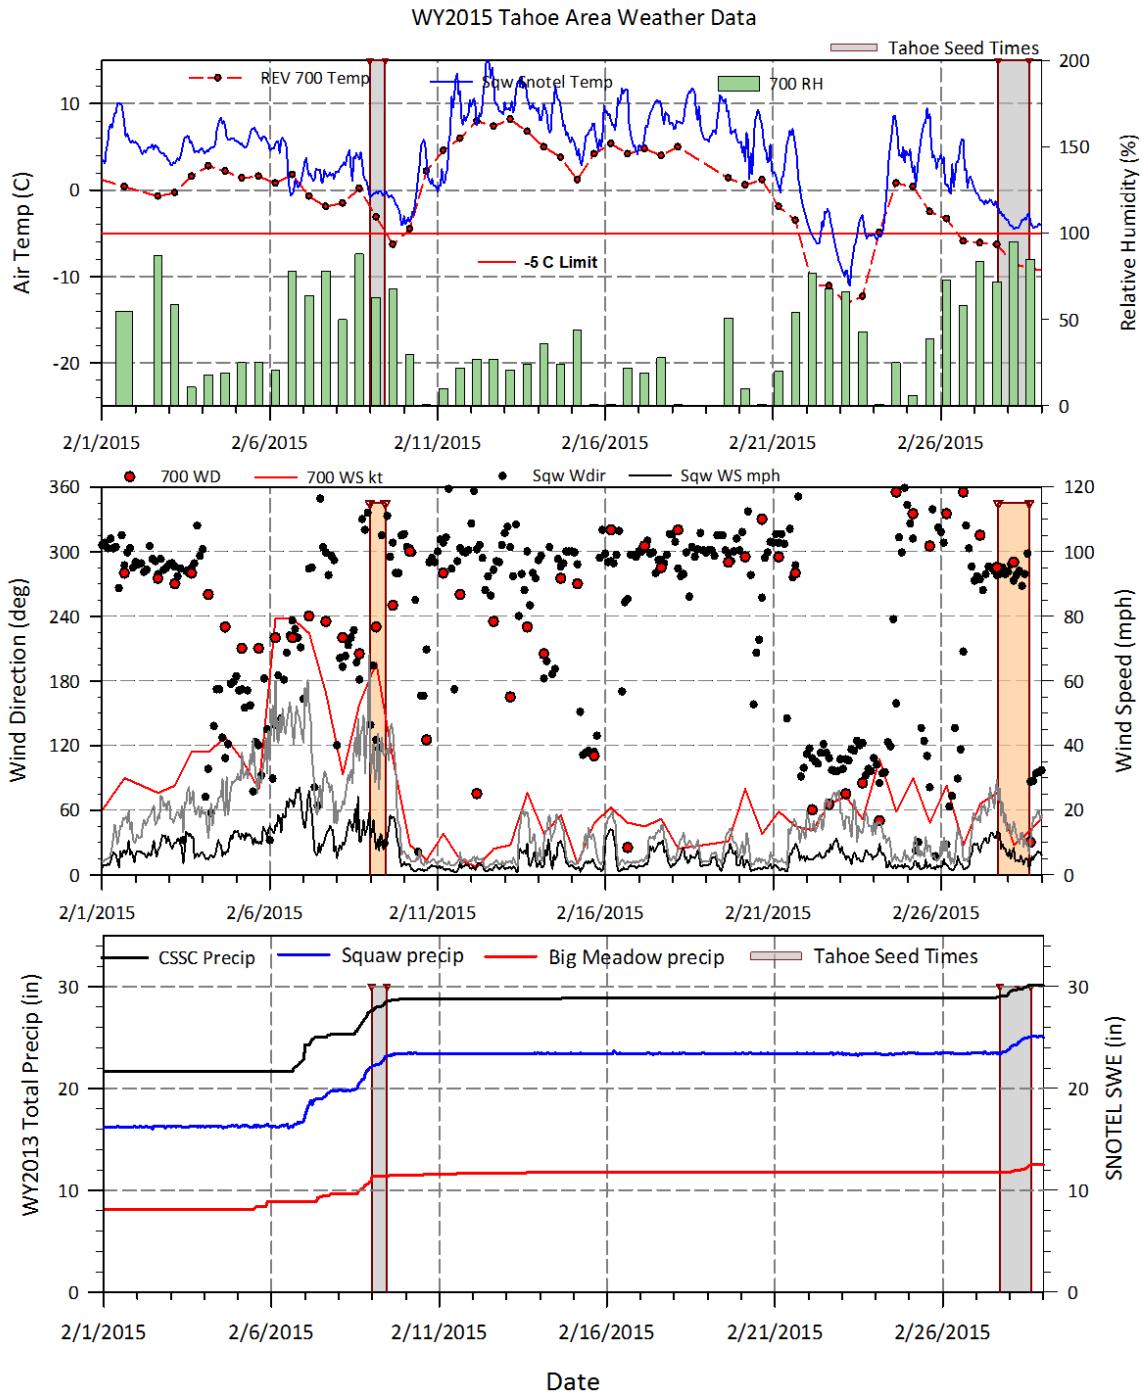 WY2015 Tahoe Area Weather Data
Tahoe Seed Times
REV 700 Temp
Sqw Snotel Temp
700 RH
Air Temp (C)
10
0
-10
-20
Relative Humidity (%)
200
150
100
50
0
-5 C Limit
2/1/2015 2/6/2015 2/11/2015 2/16/2015 2/21/2015 2/26/2015
700 WD 700 WS kt Sqw Wdir Sqw WS mph
Wind Direction (deg)
360
300
240
180
120
60
0
Wind Speed (mph)
120
100
80
60
40
20
0
2/1/2015 2/6/2015 2/11/2015 2/16/2015 2/21/2015 2/26/2015
CSSC Precip Squaw precip Big Meadow precip Tahoe Seed Times
WY2013 Total Precip (in)
30
20
10
0
SNOTEL SWE (in)
30
20
10
0
2/1/2015 2/6/2015 2/11/2015 2/16/2015 2/21/2015 2/26/2015
Date